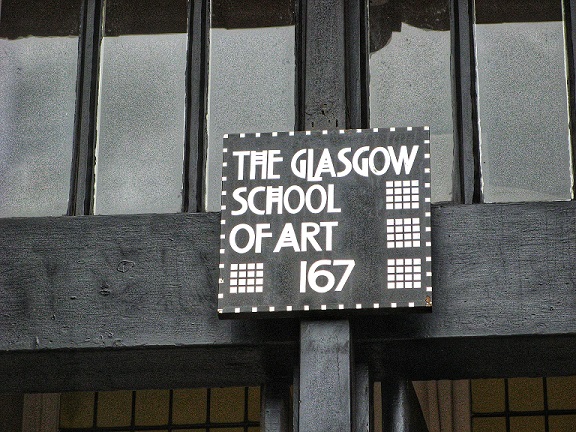 THE GLASGOW
SCHOOL
OF ART
167